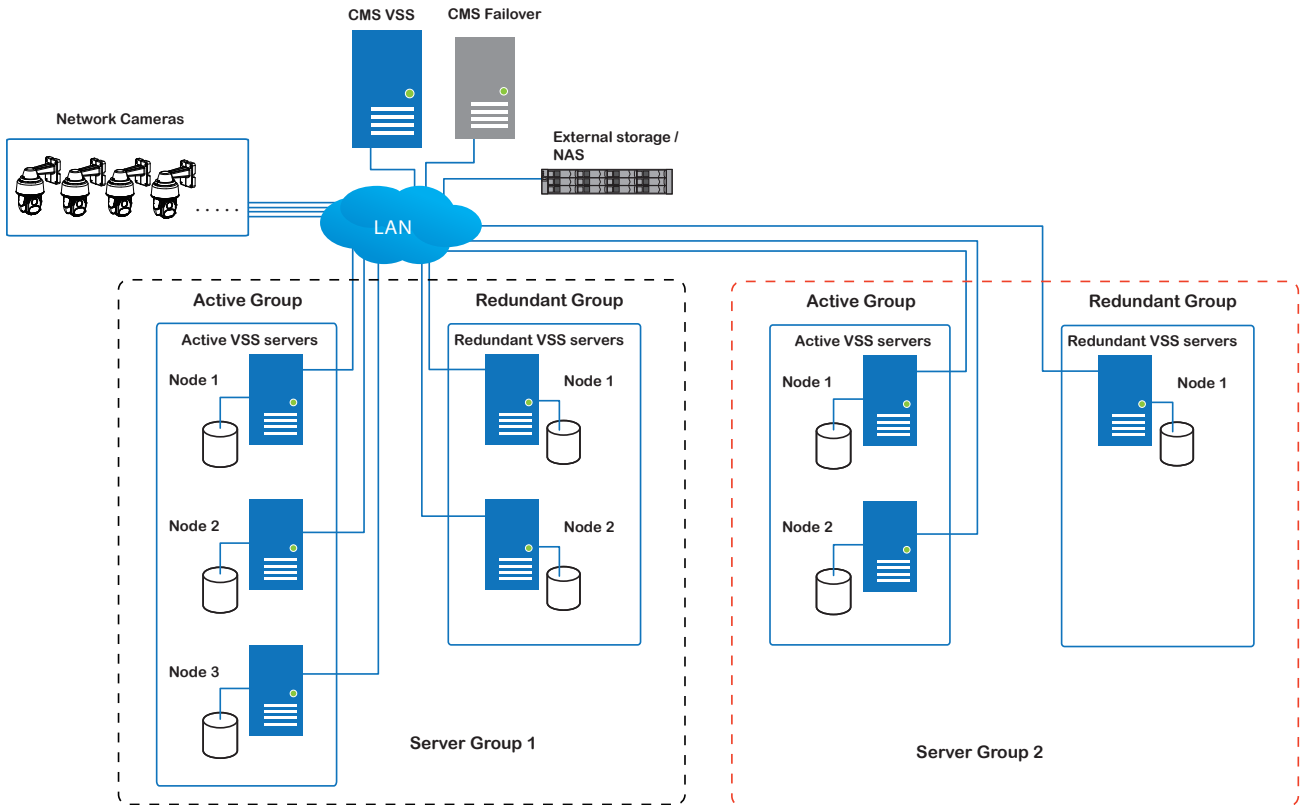 CMS VSS
CMS Failover
Network Cameras
External storage /
NAS
.....
LAN
Active Group
Redundant Group
Active VSS servers
Redundant VSS servers
Node 1
Node 1
Node 2
Node 2
Node 3
Server Group 1
Active Group
Redundant Group
Active VSS servers
Redundant VSS servers
Node 1
Node 1
Node 2
Server Group 2